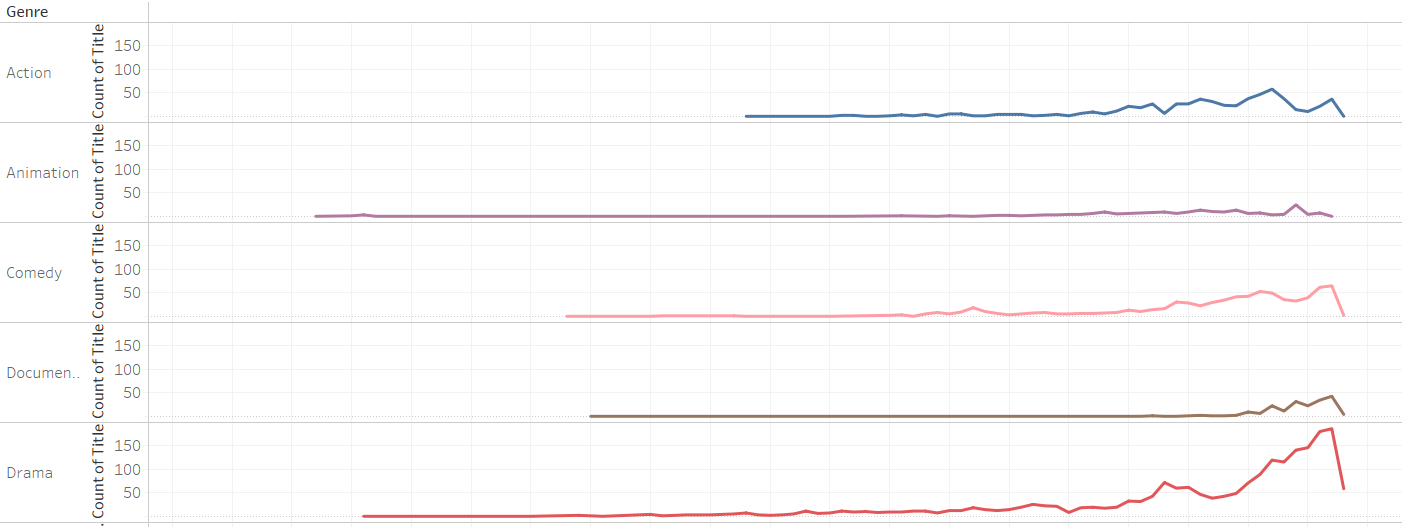 Genre
Action
Count of Title
150
100
50
Animation
Count of Title
150
100
50
Comedy
Count of Title
150
100
50
Documen..
Count of Title
150
100
50
Drama
Count of Title
150
100
50